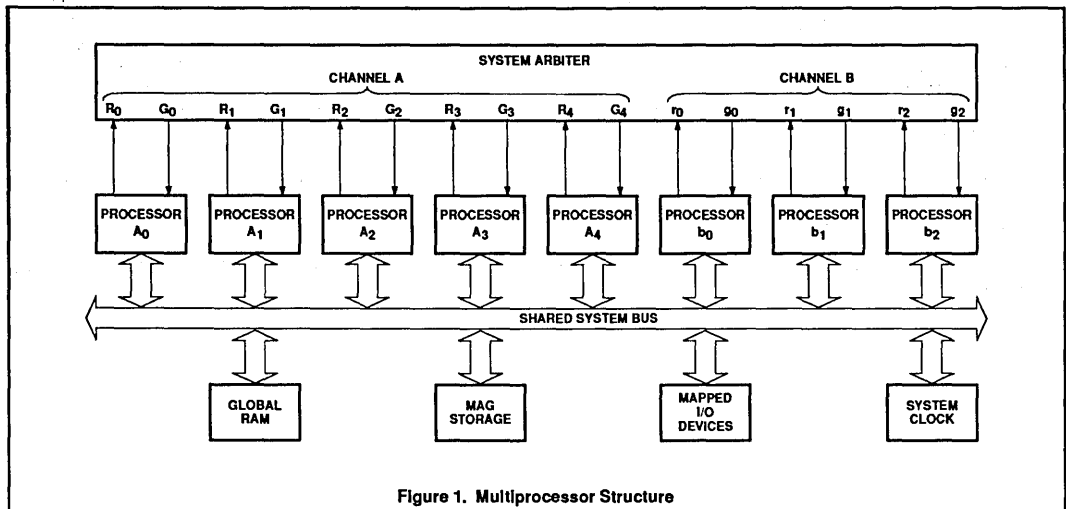 SYSTEM ARBITER
CHANNEL A CHANNEL B
R0 G0 R1 G1 R2 G2 R3 G3 R4 G4 r0 g0 r1 g1 r2 g2
PROCESSOR A0
PROCESSOR A1
PROCESSOR A2
PROCESSOR A3
PROCESSOR A4
PROCESSOR b0
PROCESSOR b1
PROCESSOR b2
SHARED SYSTEM BUS
GLOBAL
RAM
MAG
STORAGE
MAPPED
I/O
DEVICES
SYSTEM
CLOCK
Figure 1. Multiprocessor Structure